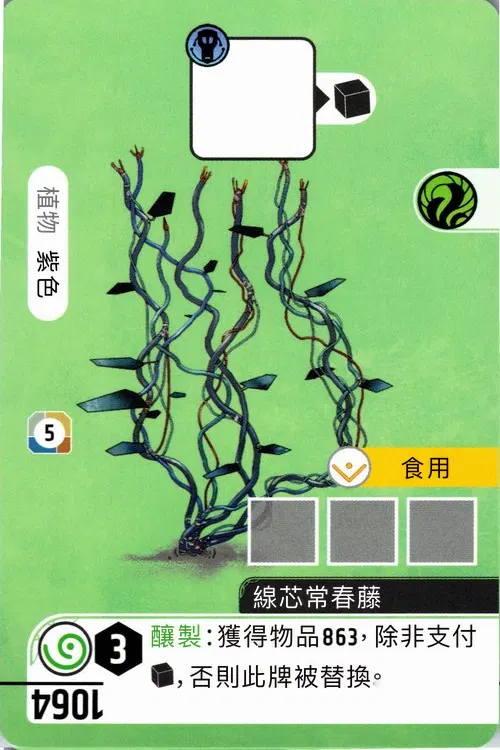 植物 紫色
5
食用
線芯常春藤
3
釀製：獲得物品863，除非支付
，否則此牌被替換。
1064